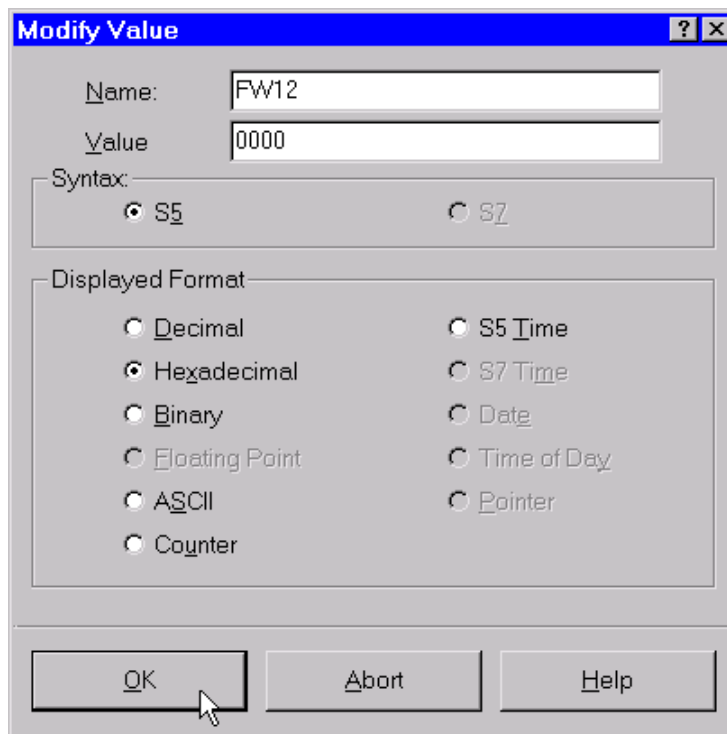 Modify Value
Name: FW12
Value 0000
Syntax:
S5 S7
Displayed Format
Decimal S5 Time
Hexadecimal S7 Time
Binary Date
Floating Point Time of Day
ASCII Pointer
Counter
OK Abort Help